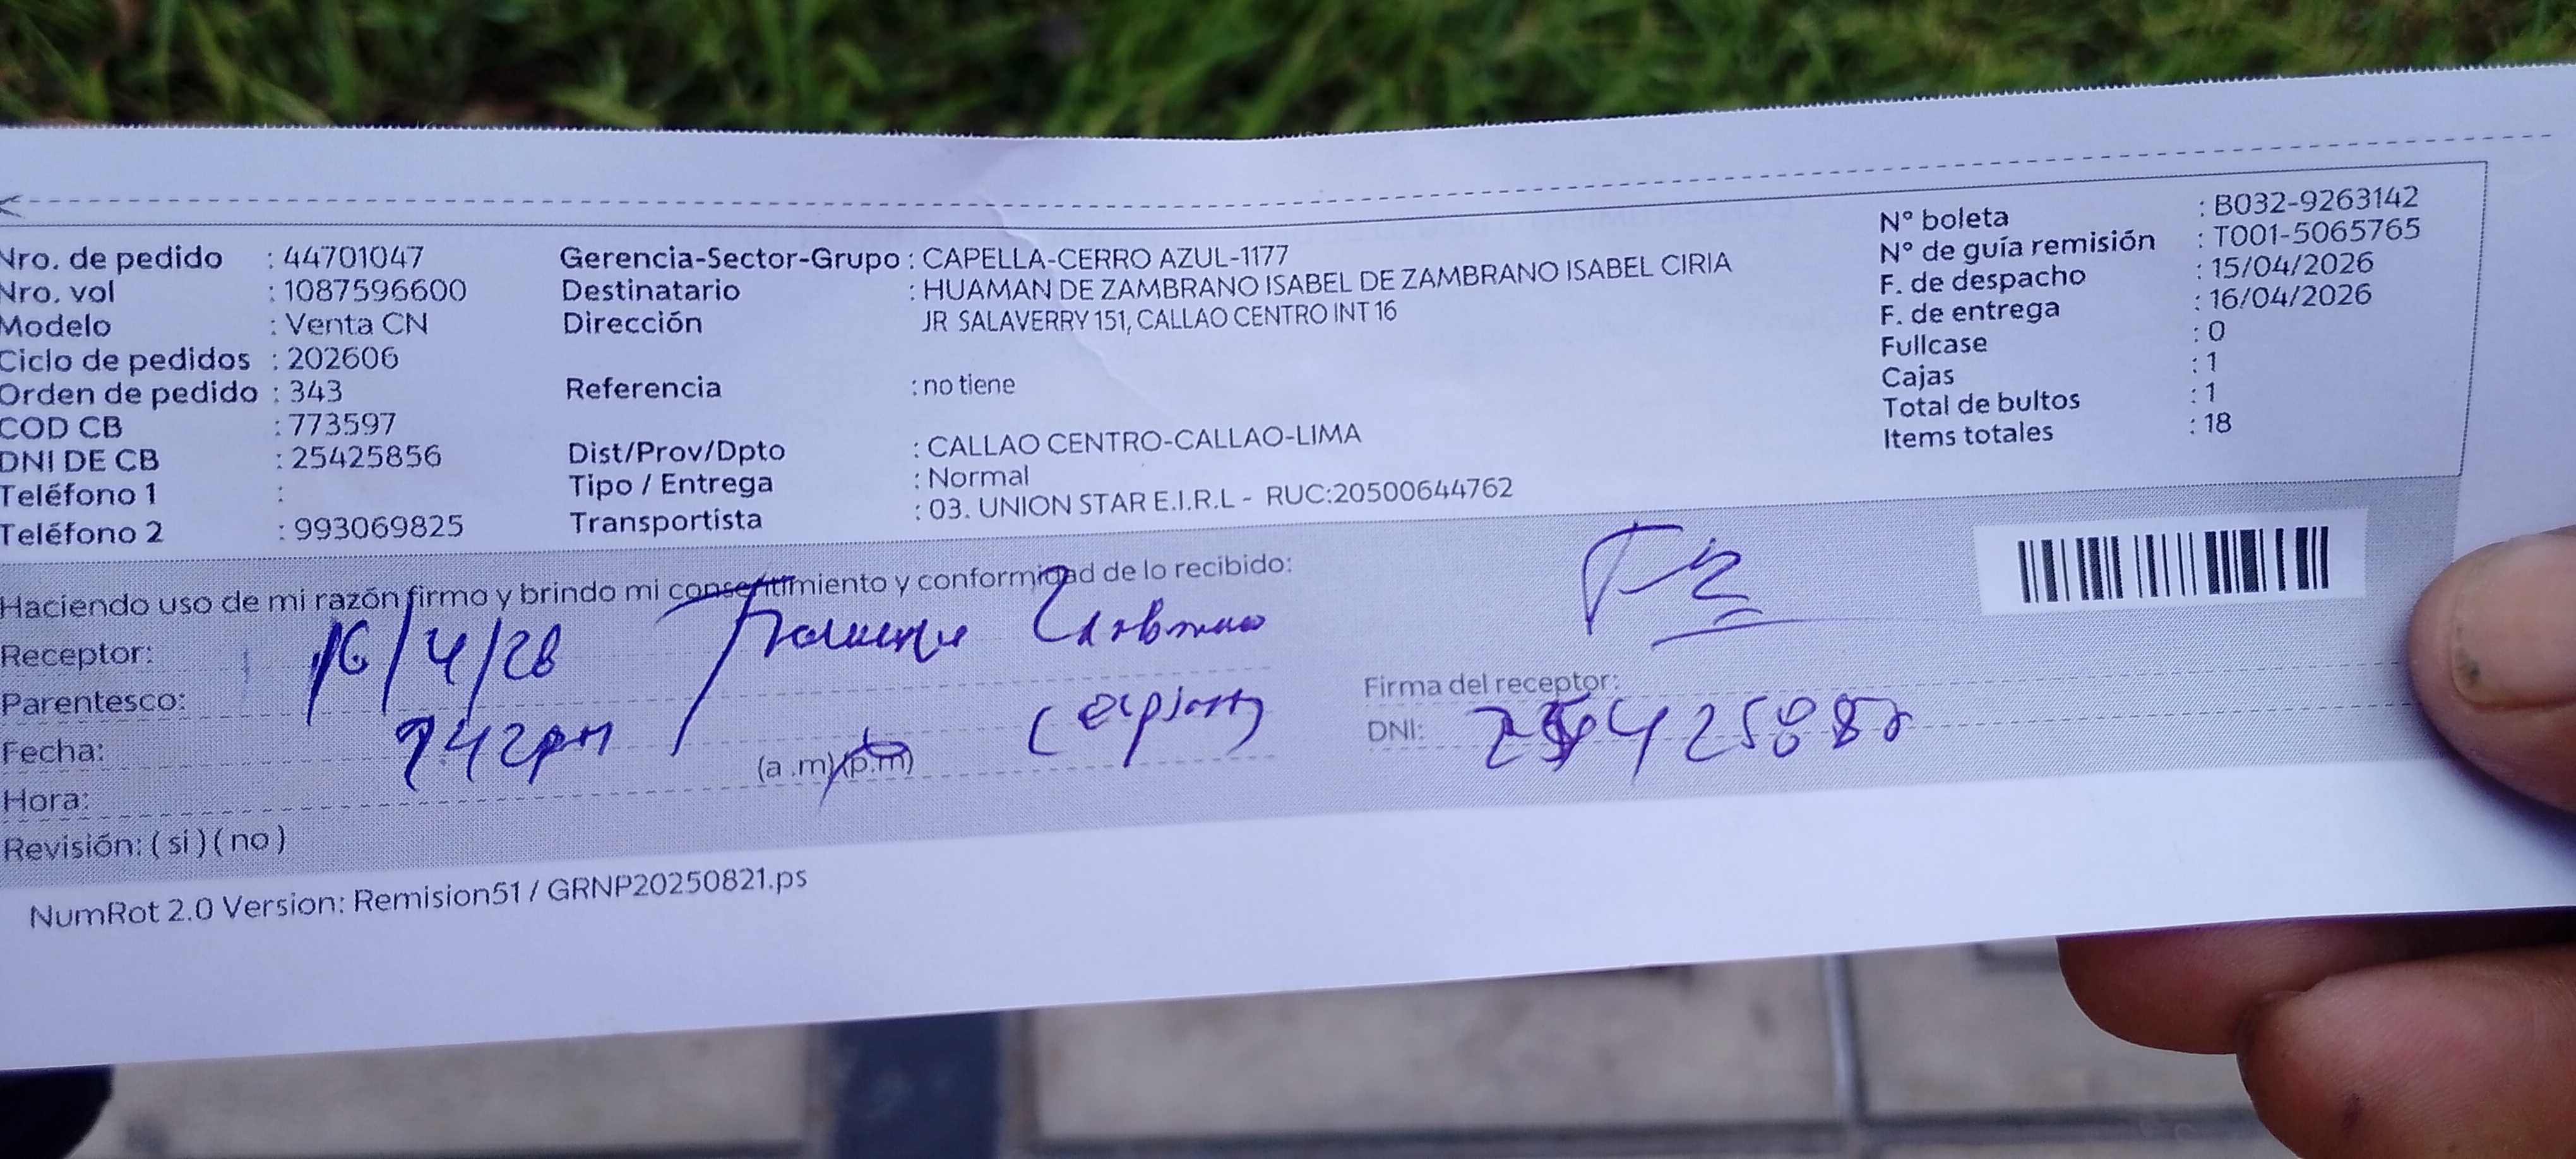 Nro. de pedido : 44701047
Nro. vol : 1087596600
Modelo : Venta CN
Ciclo de pedidos : 202606
Orden de pedido : 343
COD CB : 773597
DNI DE CB : 25425856
Teléfono 1 :
Teléfono 2 : 993069825
Gerencia-Sector-Grupo : CAPELLA-CERRO AZUL-1177
Destinatario : HUAMAN DE ZAMBRANO ISABEL DE ZAMBRANO ISABEL CIRIA
Dirección JR SALAVERRY 151, CALLAO CENTRO INT 16
Referencia : no tiene
Dist/Prov/Dpto : CALLAO CENTRO-CALLAO-LIMA
Tipo / Entrega : Normal
Transportista : 03. UNION STAR E.I.R.L - RUC:20500644762
N° boleta : B032-9263142
N° de guía remisión : T001-5065765
F. de despacho : 15/04/2026
F. de entrega : 16/04/2026
Fullcase : 0
Cajas : 1
Total de bultos : 1
Items totales : 18
Haciendo uso de mi razón firmo y brindo mi consentimiento y conformidad de lo recibido:
Receptor: 16/4/26
Parentesco:
Fecha: 242pm
Hora: (a .m)(p.m)
Revisión: ( si ) ( no )
Firma del receptor:
DNI:
NumRot 2.0 Version: Remision51 / GRNP20250821.ps